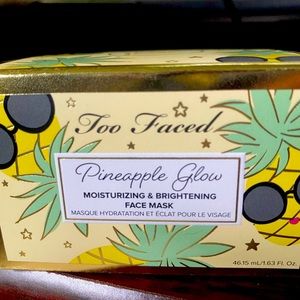 Too Faced
Pineapple Glow
MOISTURIZING & BRIGHTENING
FACE MASK
MASQUE HYDRATATION ET ÉCLAT POUR LE VISAGE
46.15 mL/1.63 Fl. Oz.